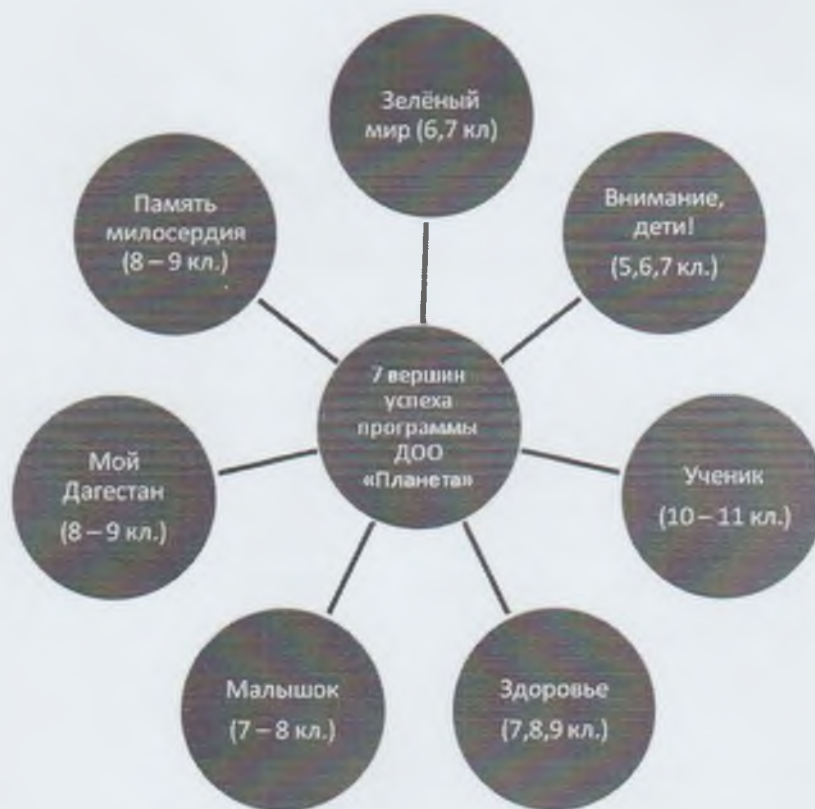 Зелёный
мир (6,7 кл)
Внимание,
дети!
(5,6,7 кл.)
Ученик
(10 – 11 кл.)
Здоровье
(7,8,9 кл.)
Малышок
(7 – 8 кл.)
Мой
Дагестан
(8 – 9 кл.)
Память
милосердия
(8 – 9 кл.)
7 вершин
успеха
программы
ДОО
«Планета»